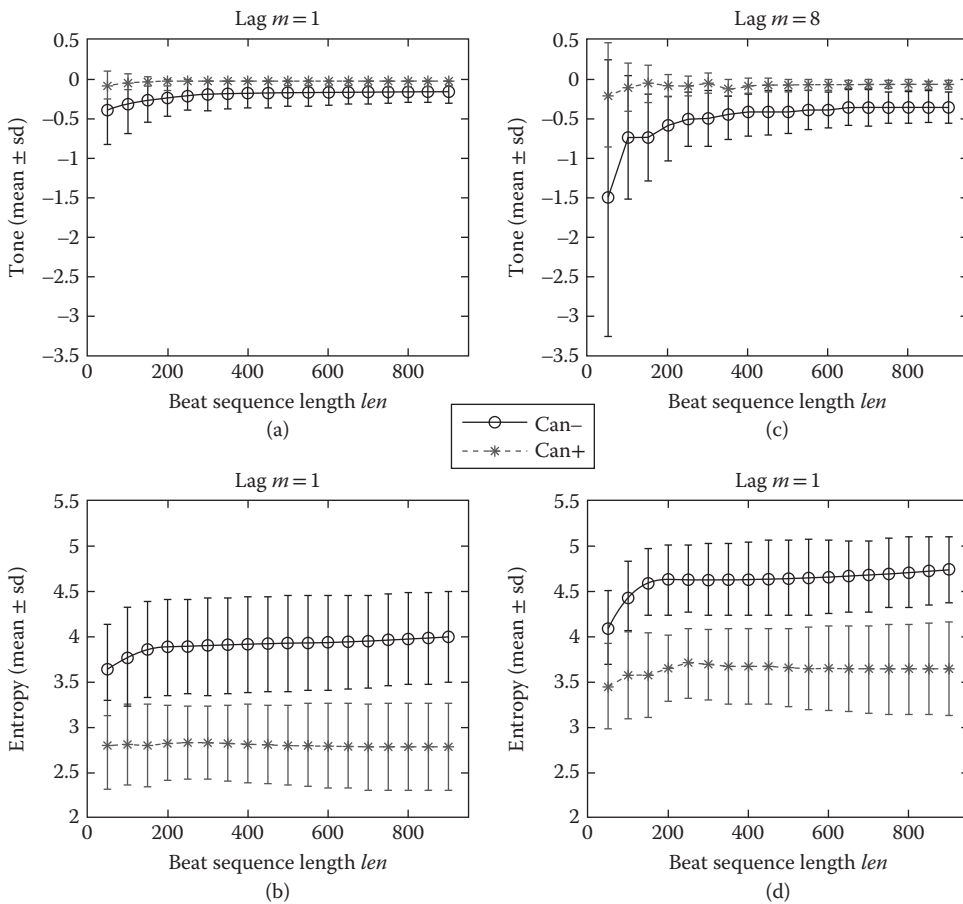 Lag m = 1
0.5
0
–0.5
–1
–1.5
–2
–2.5
–3
–3.5
Tone (mean ± sd)
0 200 400 600 800
Beat sequence length len
(a)
Lag m = 8
0.5
0
–0.5
–1
–1.5
–2
–2.5
–3
–3.5
Tone (mean ± sd)
0 200 400 600 800
Beat sequence length len
(c)
Can–
Can+
Lag m = 1
5.5
5
4.5
4
3.5
3
2.5
2
Entropy (mean ± sd)
0 200 400 600 800
Beat sequence length len
(b)
Lag m = 1
5.5
5
4.5
4
3.5
3
2.5
2
Entropy (mean ± sd)
0 200 400 600 800
Beat sequence length len
(d)